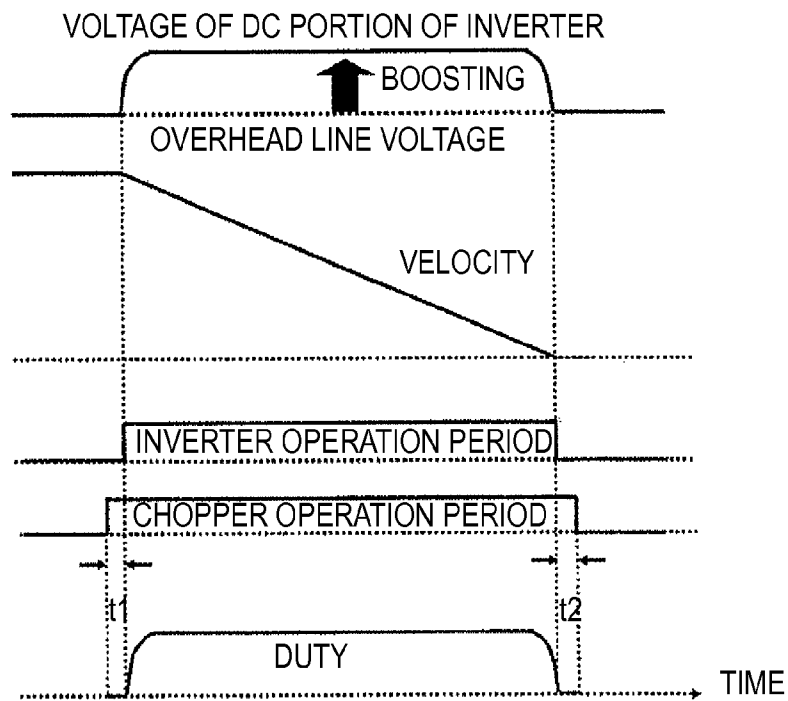 VOLTAGE OF DC PORTION OF INVERTER
BOOSTING
OVERHEAD LINE VOLTAGE
VELOCITY
INVERTER OPERATION PERIOD
CHOPPER OPERATION PERIOD
t1
t2
DUTY
TIME